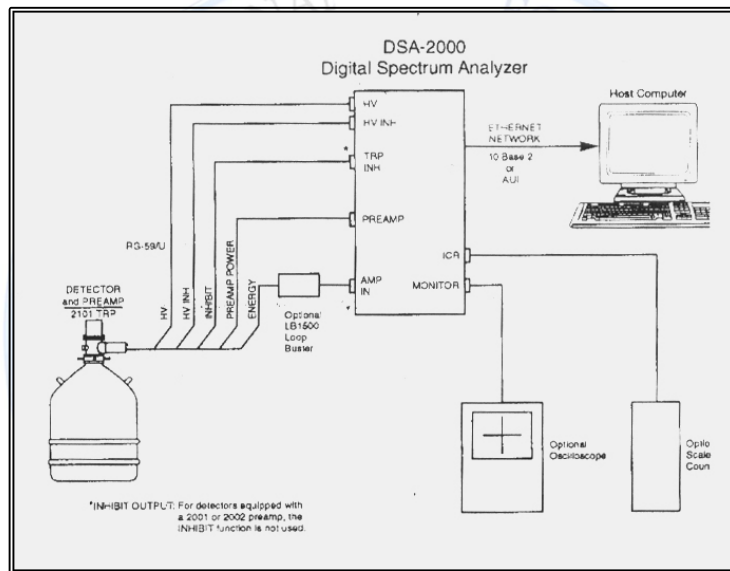 DSA-2000
Digital Spectrum Analyzer
HV
HV INH
*
TRP
INH
PREAMP
AMP
IN
*
ICR
MONITOR
ETHERNET
NETWORK
10 Base 2
or
AUI
Host Computer
RG-59/U
HV
HV INH
INHIBIT
PREAMP POWER
ENERGY
DETECTOR
and PREAMP
2101 TRP
Optional
LB1500
Loop
Buster
Optional
Oscilloscope
Optio
Scale
Coun
*INHIBIT OUTPUT: For detectors equipped with
a 2001 or 2002 preamp, the
INHIBIT function is not used.